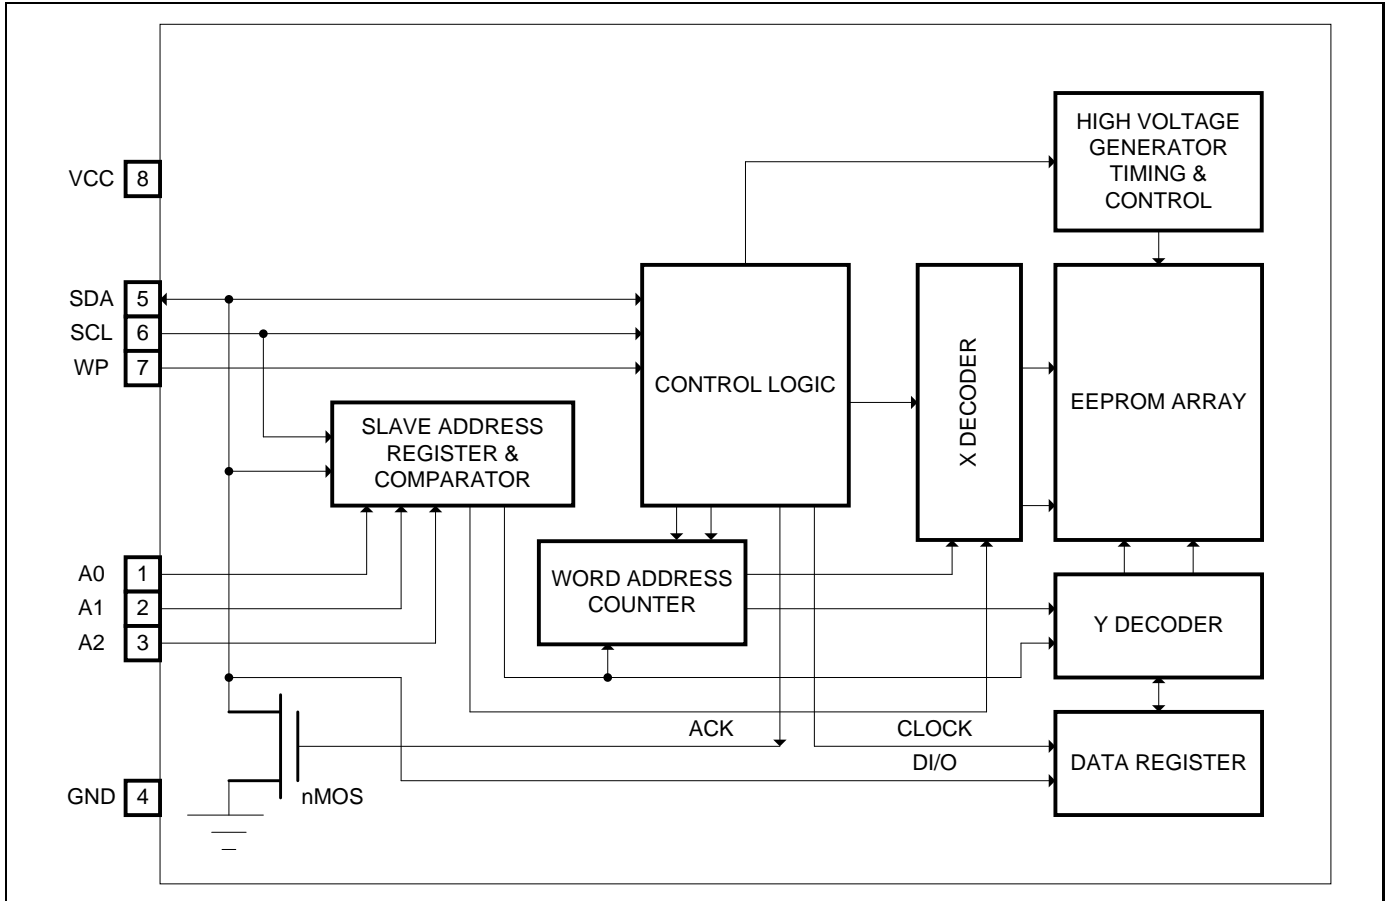 HIGH VOLTAGE
GENERATOR
TIMING &
CONTROL
VCC 8
SDA 5
SCL 6
WP 7
CONTROL LOGIC
X DECODER
EEPROM ARRAY
SLAVE ADDRESS
REGISTER &
COMPARATOR
A0 1
A1 2
A2 3
WORD ADDRESS
COUNTER
Y DECODER
ACK
CLOCK
DI/O
DATA REGISTER
GND 4
nMOS